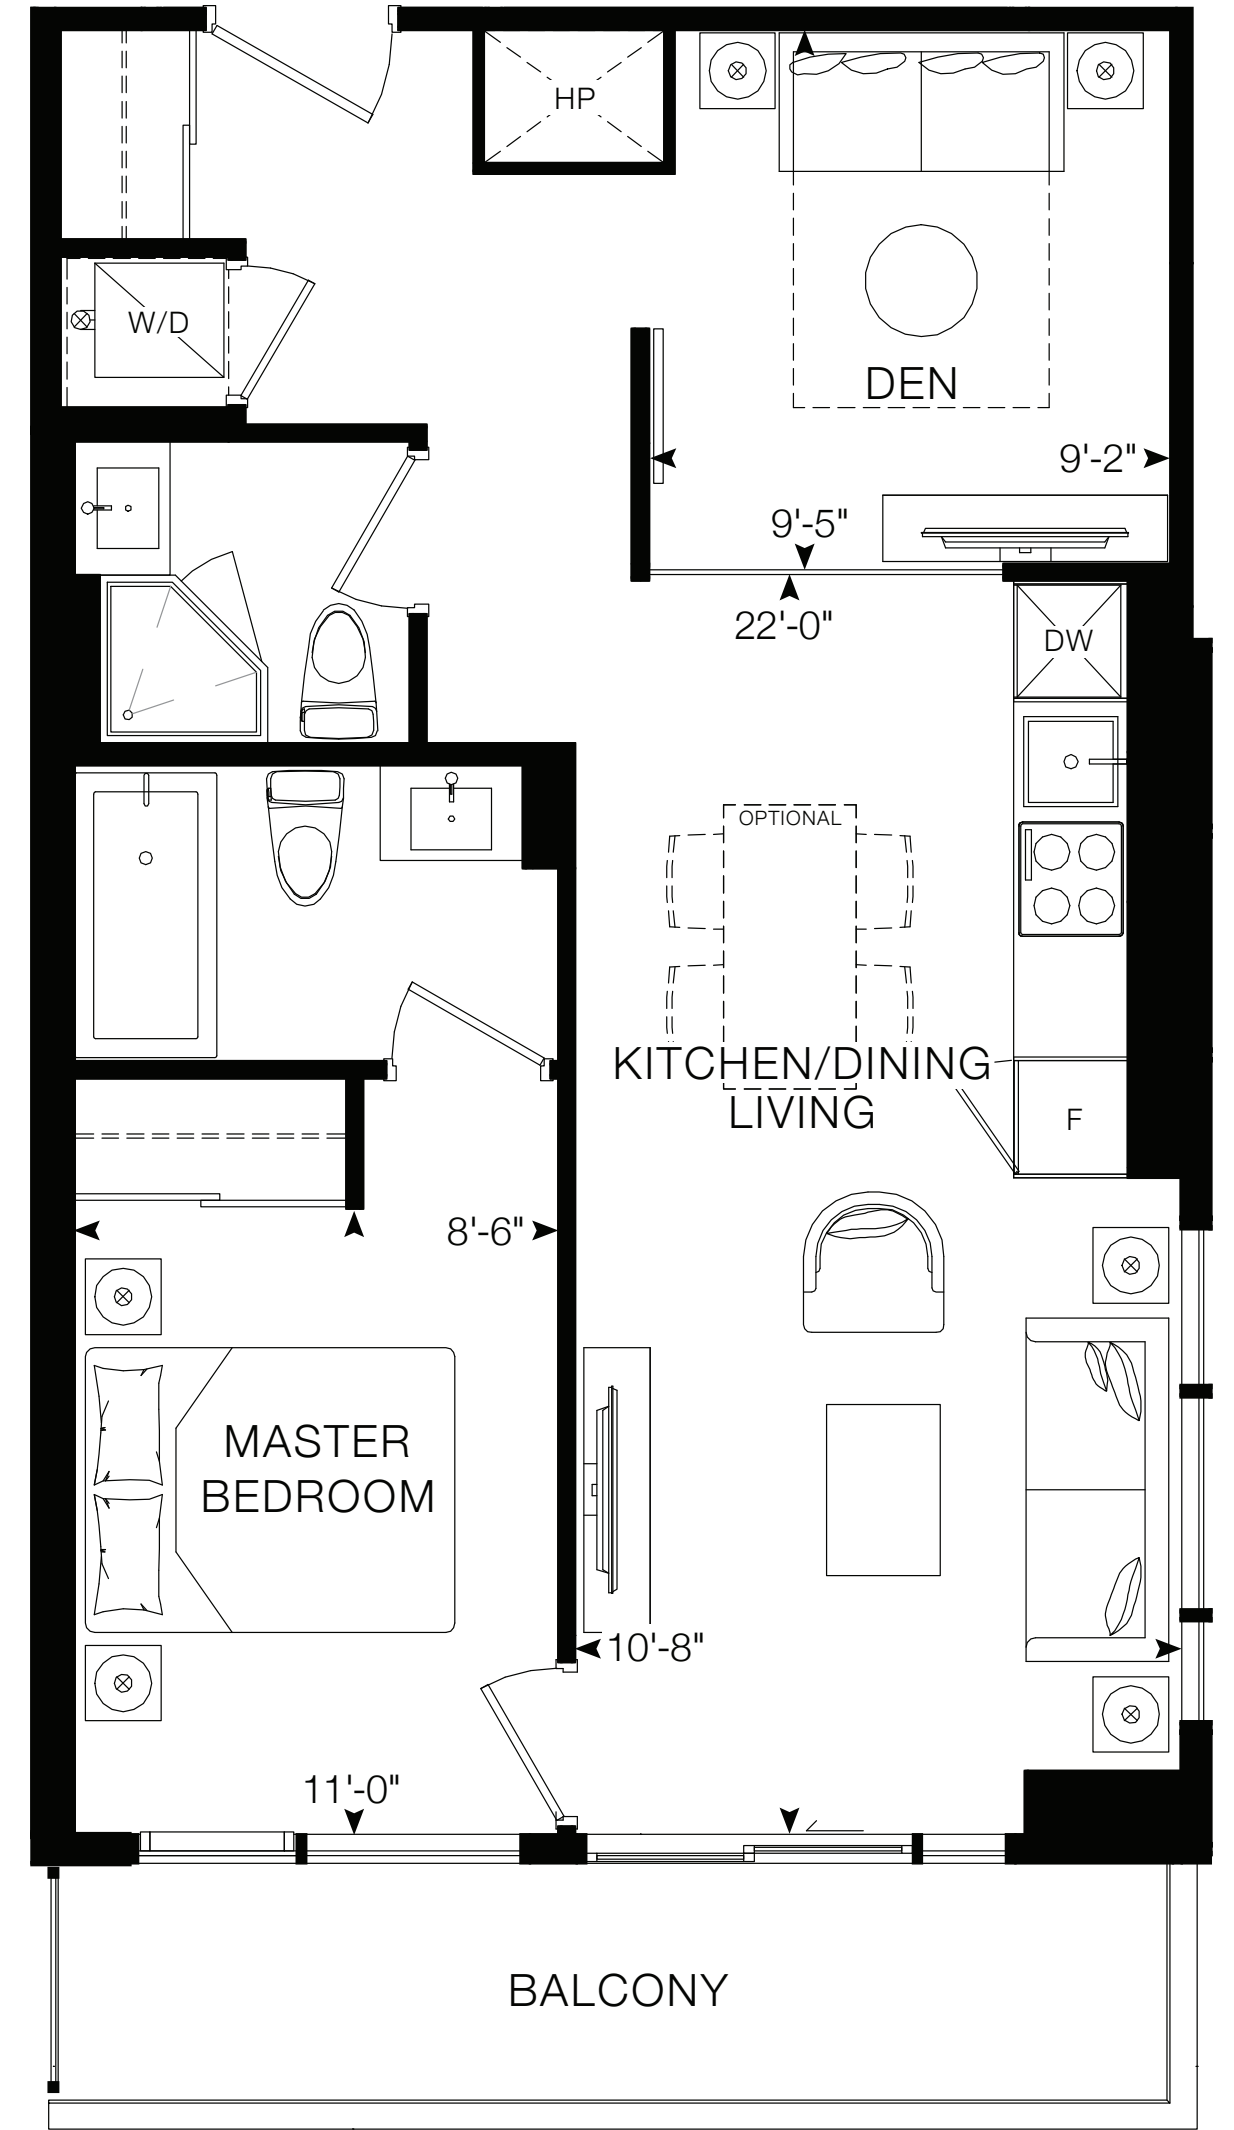 HP
W/D
DEN
9'-2"
9'-5"
22'-0"
DW
OPTIONAL
KITCHEN/DINING
LIVING
F
8'-6"
MASTER
BEDROOM
10'-8"
11'-0"
BALCONY